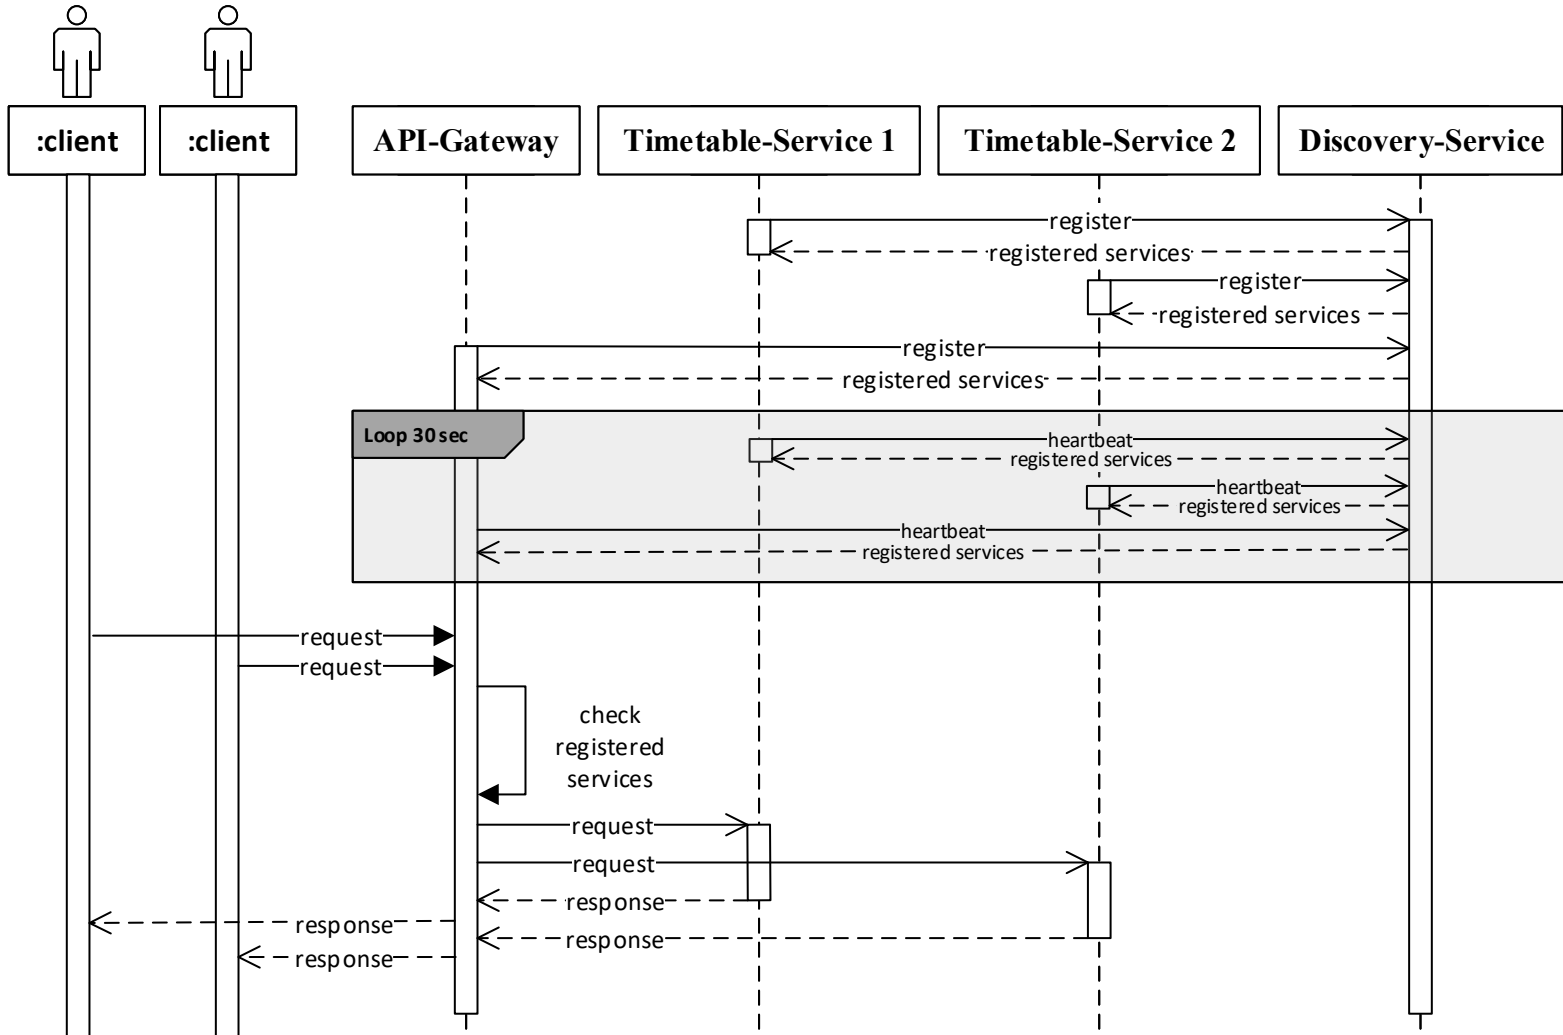 :client
:client
API-Gateway
Timetable-Service 1
Timetable-Service 2
Discovery-Service
register
registered services
register
registered services
register
registered services
Loop 30 sec
heartbeat
registered services
heartbeat
registered services
heartbeat
registered services
request
request
check
registered
services
request
request
response
response
response
response